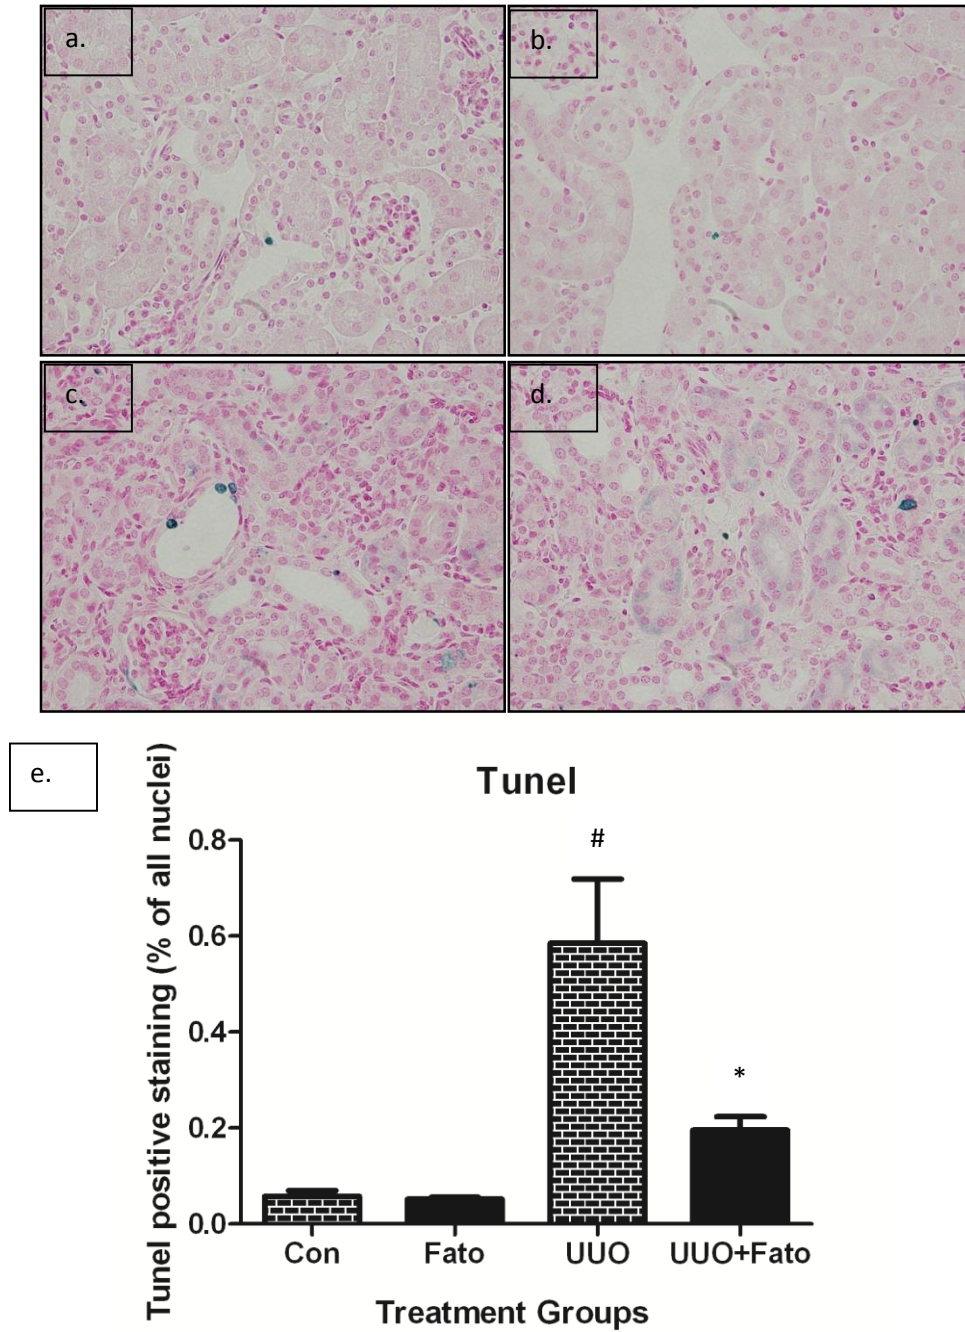 a.
b.
c.
d.
e.
Tunel
Tunel positive staining (% of all nuclei)
0.8
0.6
0.4
0.2
0.0
#
*
Con Fato UUO UUO+Fato
Treatment Groups